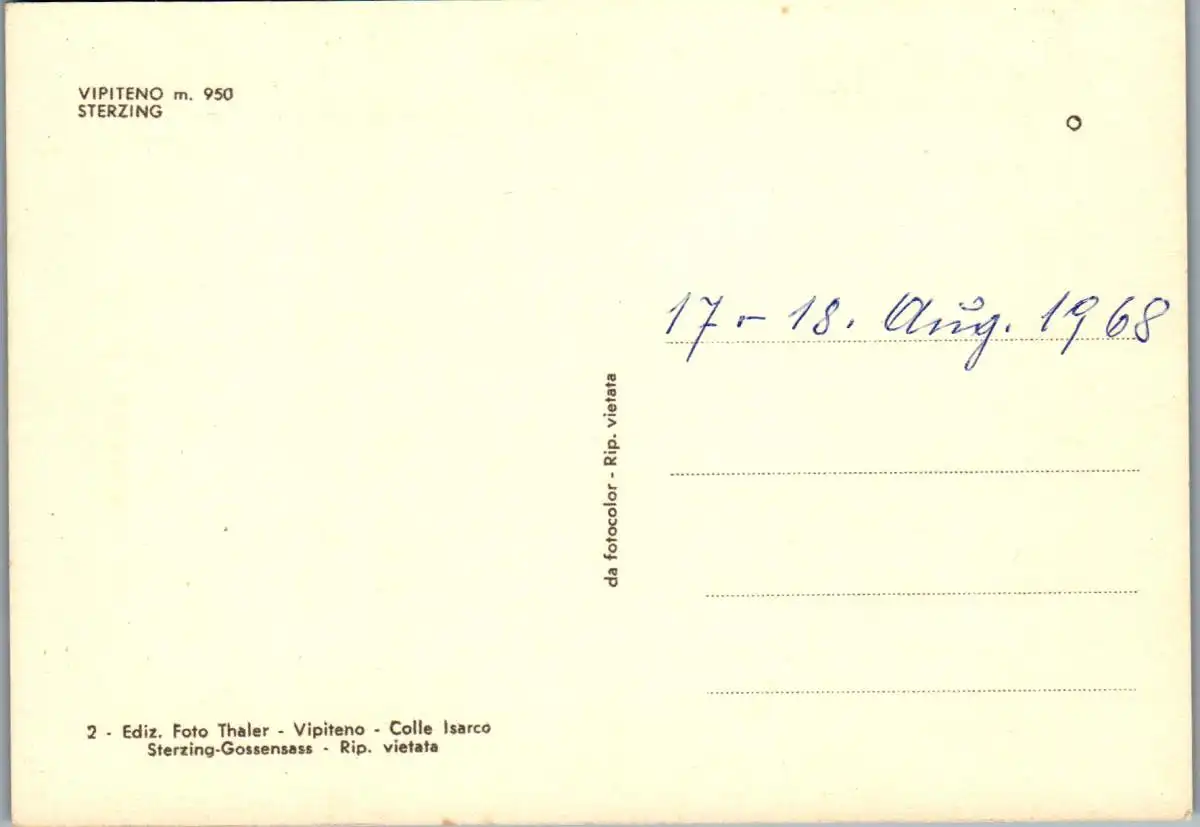 VIPITENO m. 950
STERZING
17 - 18. Aug. 1968
da fotocolor - Rip. vietata
2 - Ediz. Foto Thaler - Vipiteno - Colle Isarco
Sterzing-Gossensass - Rip. vietata